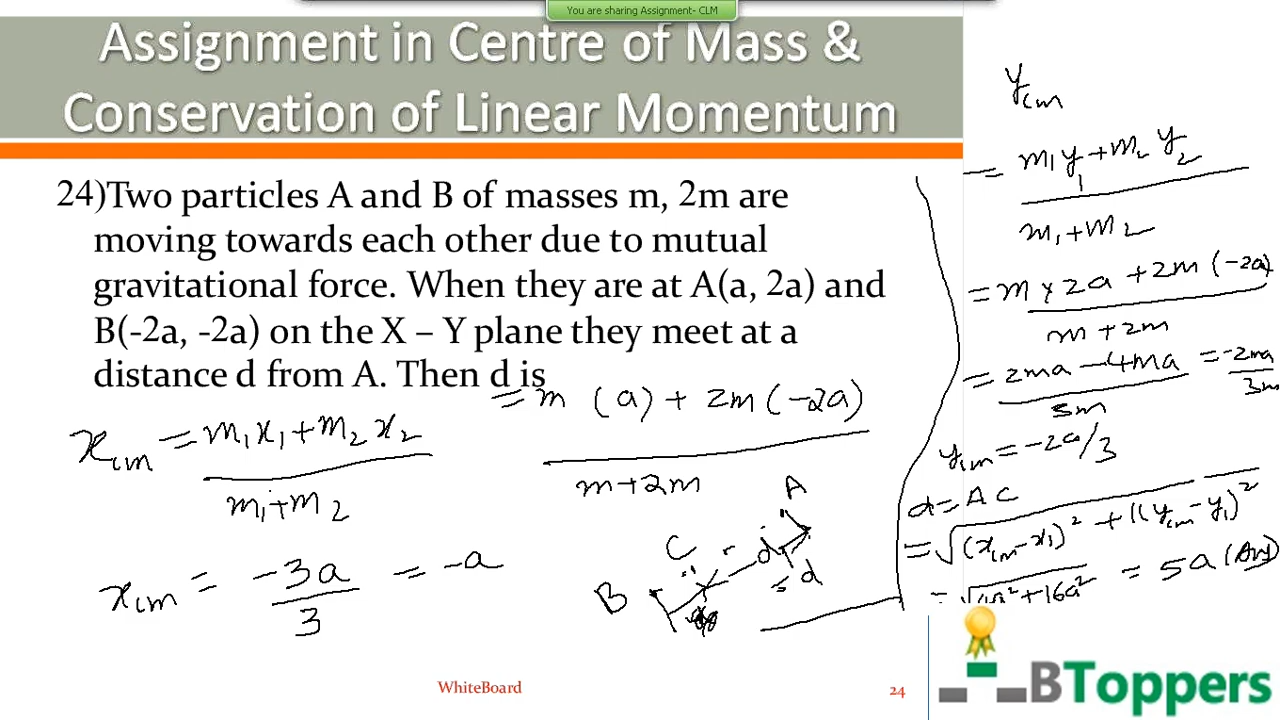 You are sharing Assignment- CLM
Assignment in Centre of Mass &
Conservation of Linear Momentum
24)Two particles A and B of masses m, 2m are
moving towards each other due to mutual
gravitational force. When they are at A(a, 2a) and
B(-2a, -2a) on the X – Y plane they meet at a
distance d from A. Then d is
x_cm = (m₁x₁ + m₂x₂) / (m₁ + m₂)
= (m (a) + 2m (-2a)) / (m + 2m)
x_cm = -3a / 3 = -a
A
C
d
= d
B
y_cm
= (m₁y₁ + m₂y₂) / (m₁ + m₂)
= (m × 2a + 2m (-2a)) / (m + 2m)
= (2ma - 4ma) / 3m = -2ma / 3m
y_cm = -2a/3
d = AC
= √((x_cm - x₁)² + (y_cm - y₁)²)
= √( + 16a²) = 5a (Ans)
WhiteBoard
24
BToppers